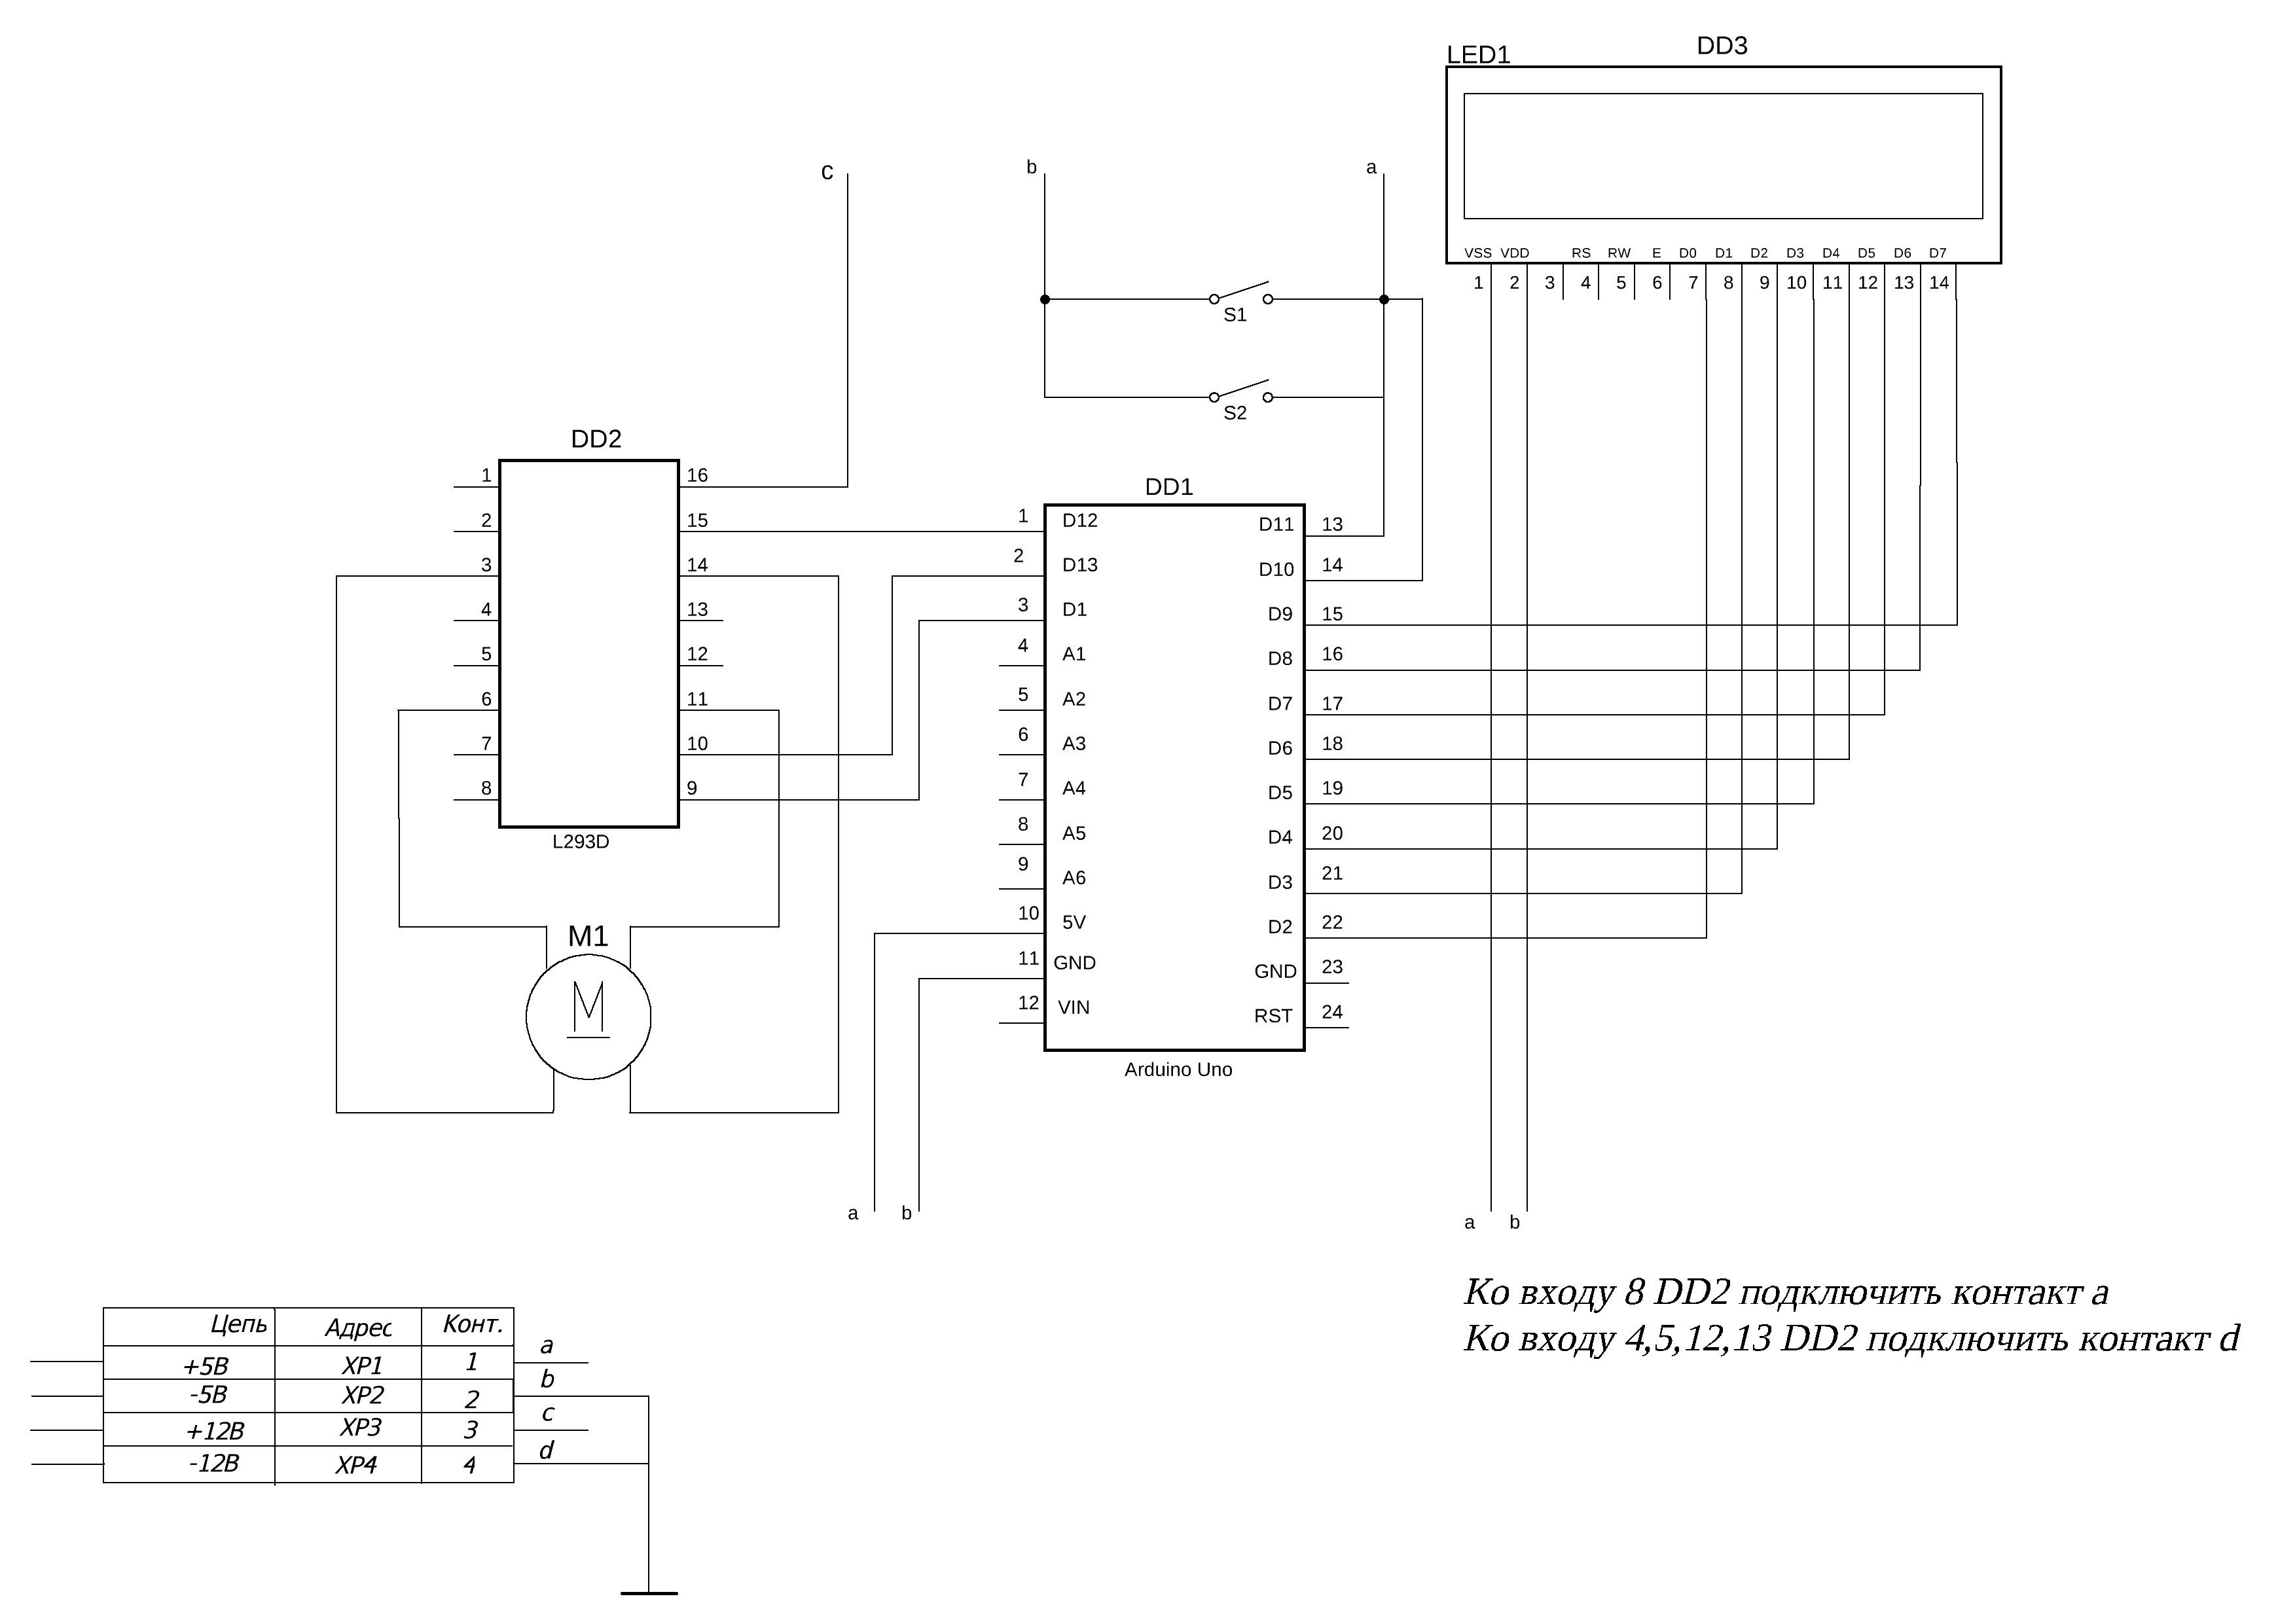 DD3
LED1
VSS VDD RS RW E D0 D1 D2 D3 D4 D5 D6 D7
1 2 3 4 5 6 7 8 9 10 11 12 13 14
c
b
a
S1
S2
DD2
1 16
2 15
3 14
4 13
5 12
6 11
7 10
8 9
L293D
DD1
1 D12 D11 13
2 D13 D10 14
3 D1 D9 15
4 A1 D8 16
5 A2 D7 17
6 A3 D6 18
7 A4 D5 19
8 A5 D4 20
9 A6 D3 21
10 5V D2 22
11 GND GND 23
12 VIN RST 24
Arduino Uno
M1
M
a b
a b
Ко входу 8 DD2 подключить контакт a
Ко входу 4,5,12,13 DD2 подключить контакт d
Цепь Адрес Конт.
+5В XP1 1 a
-5В XP2 2 b
+12В XP3 3 c
-12В XP4 4 d